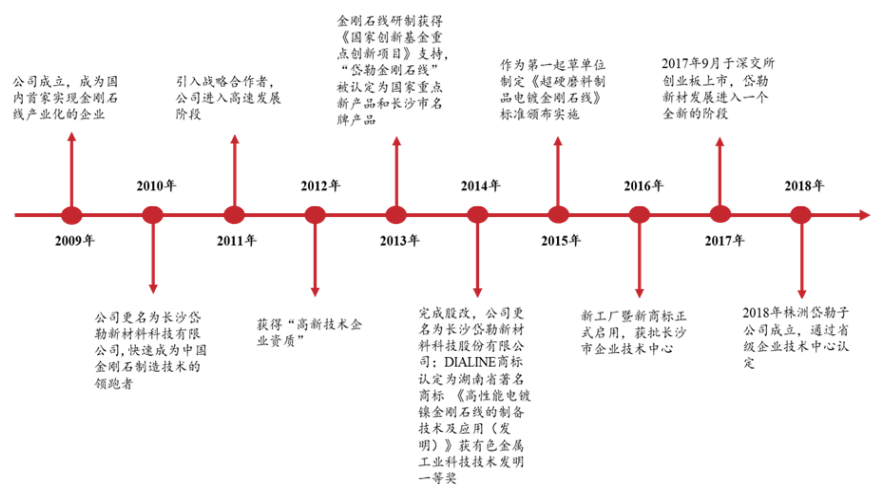 公司成立，成为国
内首家实现金刚石
线产业化的企业
引入战略合作者，
公司进入高速发展
阶段
金刚石线研制获得
《国家创新基金重
点创新项目》支持，
“岱勒金刚石线”
被认定为国家重点
新产品和长沙市名
牌产品
作为第一起草单位
制定《超硬磨料制
品电镀金刚石线》
标准颁布实施
2017年9月于深交所
创业板上市，岱勒
新材发展进入一个
全新的阶段
2010年
2012年
2014年
2016年
2018年
2009年
2011年
2013年
2015年
2017年
公司更名为长沙岱
勒新材料科技有限
公司,快速成为中国
金刚石制造技术的
领跑者
获得“高新技术企
业资质”
完成股改，公司更
名为长沙岱勒新材
料科技股份有限公
司；DIALINE商标
认定为湖南省著名
商标 《高性能电镀
镍金刚石线的制备
技术及应用（发
明）》获有色金属
工业科技技术发明
一等奖
新工厂暨新商标正
式启用，获批长沙
市企业技术中心
2018年株洲岱勒子
公司成立，通过省
级企业技术中心认
定